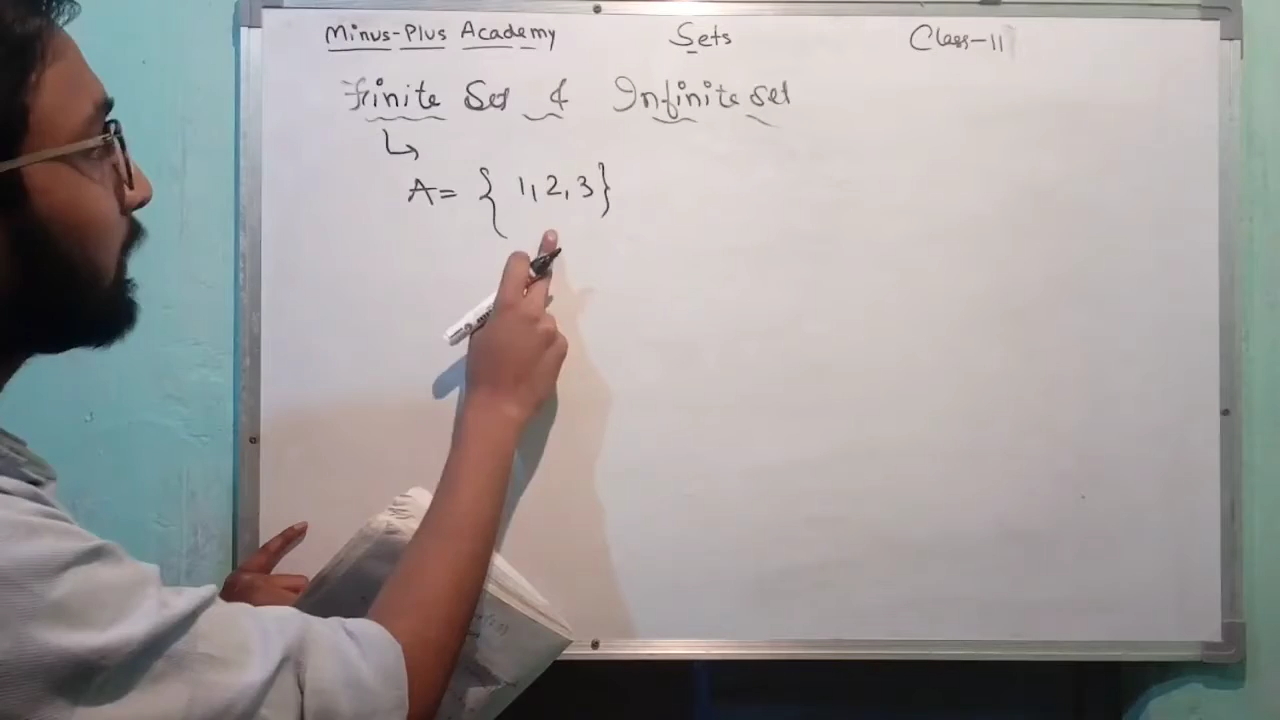 Minus-Plus Academy Sets Class-11
Finite Set & Infinite set
A= { 1, 2, 3}